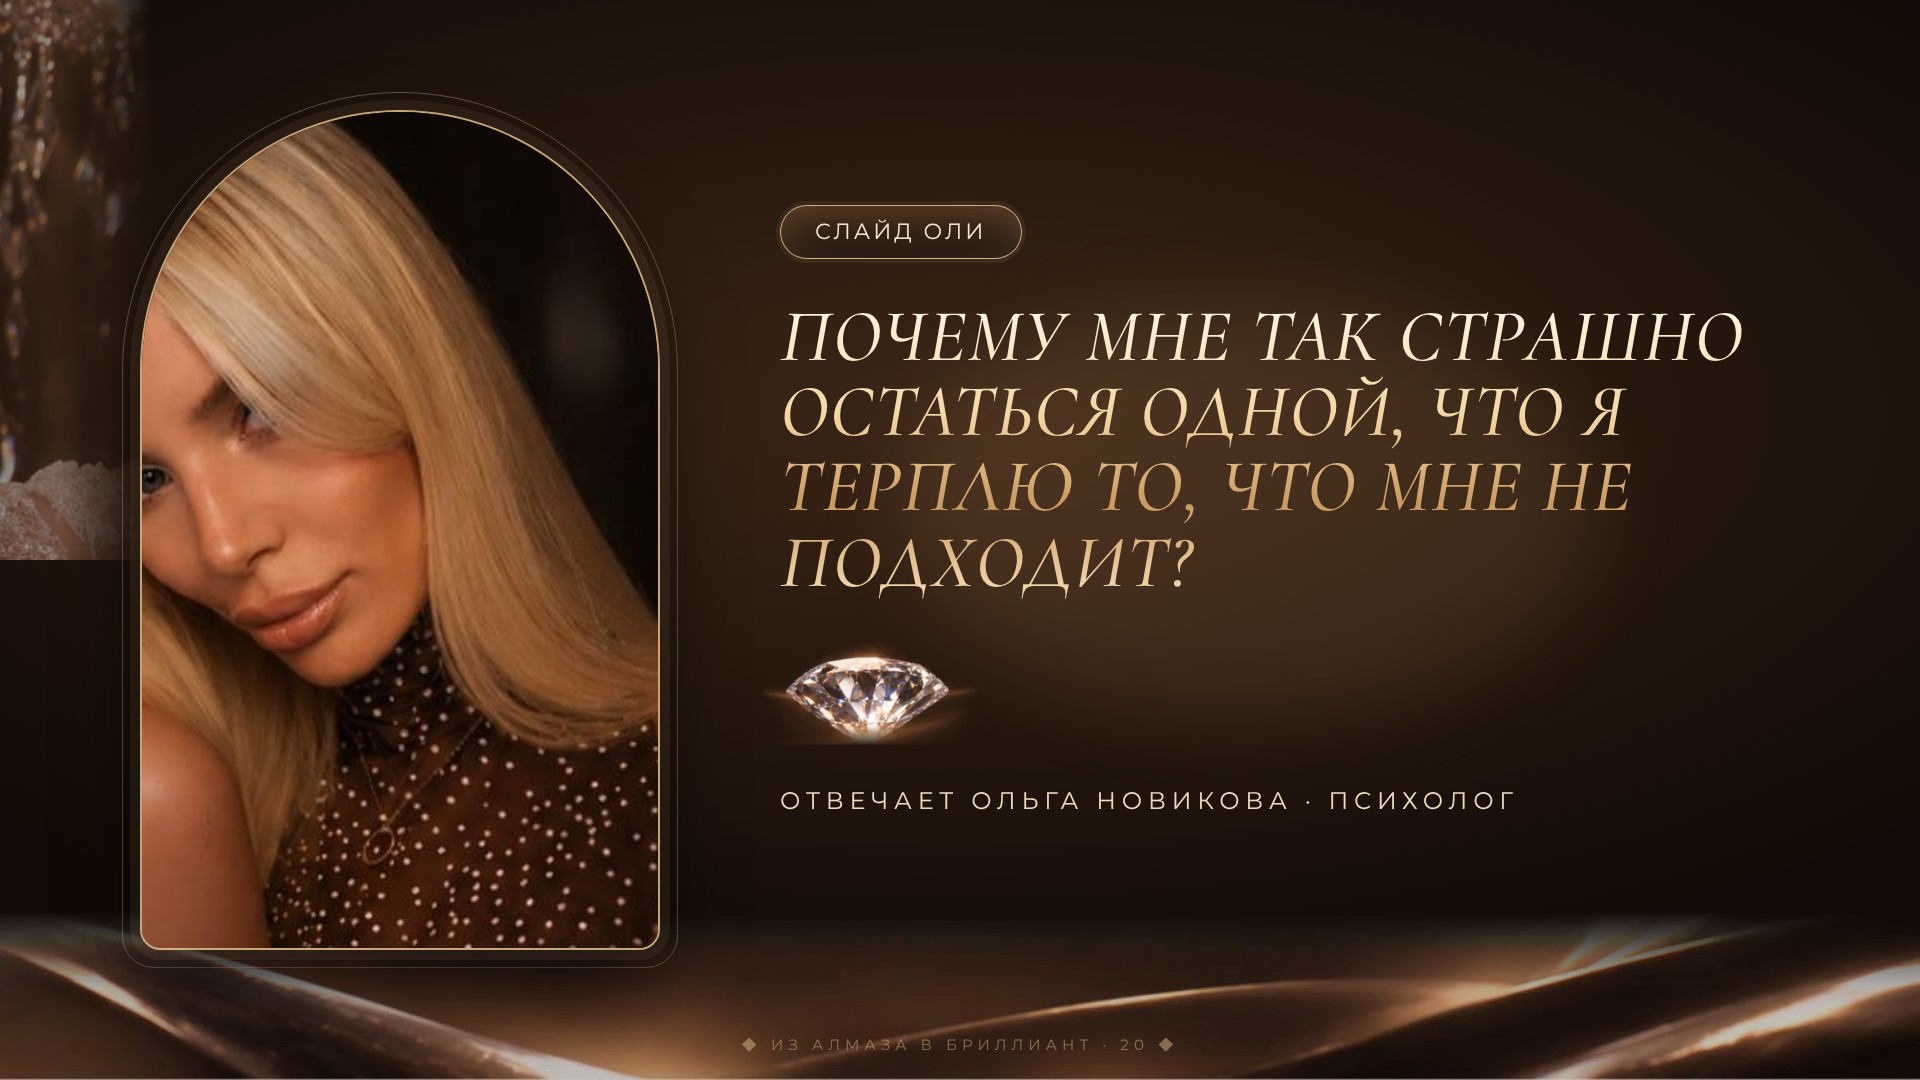 СЛАЙД ОЛИ
ПОЧЕМУ МНЕ ТАК СТРАШНО
ОСТАТЬСЯ ОДНОЙ, ЧТО Я
ТЕРПЛЮ ТО, ЧТО МНЕ НЕ
ПОДХОДИТ?
ОТВЕЧАЕТ ОЛЬГА НОВИКОВА · ПСИХОЛОГ
◆ ИЗ АЛМАЗА В БРИЛЛИАНТ · 20 ◆